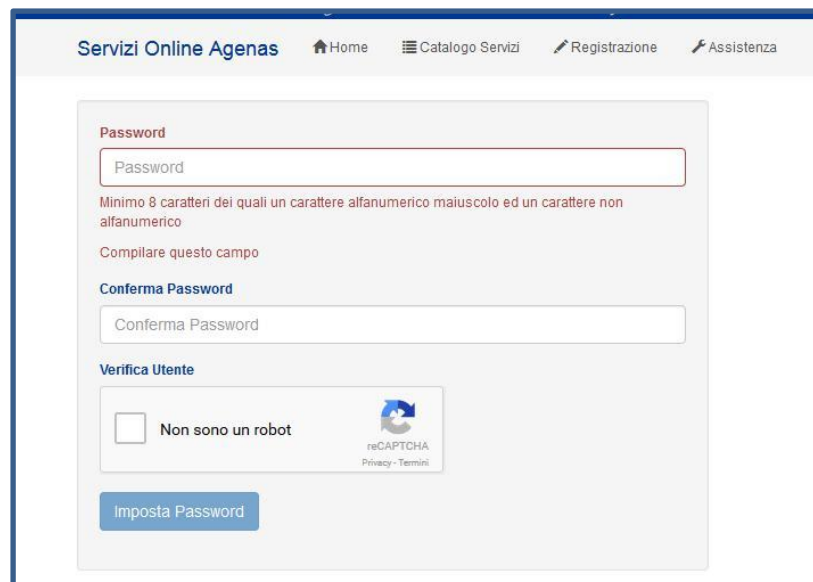 Servizi Online Agenas Home Catalogo Servizi Registrazione Assistenza
Password
Password
Minimo 8 caratteri dei quali un carattere alfanumerico maiuscolo ed un carattere non
alfanumerico
Compilare questo campo
Conferma Password
Conferma Password
Verifica Utente
Non sono un robot
reCAPTCHA
Privacy - Termini
Imposta Password